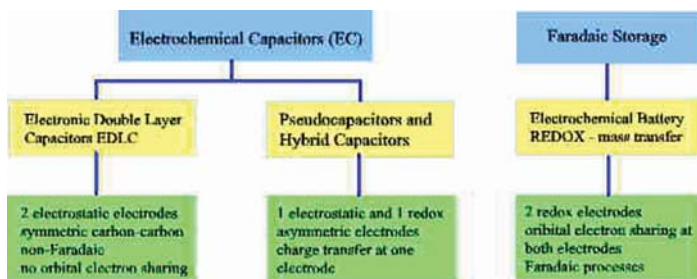 Electrochemical Capacitors (EC)
Faradaic Storage
Electronic Double Layer
Capacitors EDLC
Pseudocapacitors and
Hybrid Capacitors
Electrochemical Battery
REDOX - mass transfer
2 electrostatic electrodes
symmetric carbon-carbon
non-Faradaic
no orbital electron sharing
1 electrostatic and 1 redox
asymmetric electrodes
charge transfer at one
electrode
2 redox electrodes
oribital electron sharing at
both electrodes
Faradaic processes